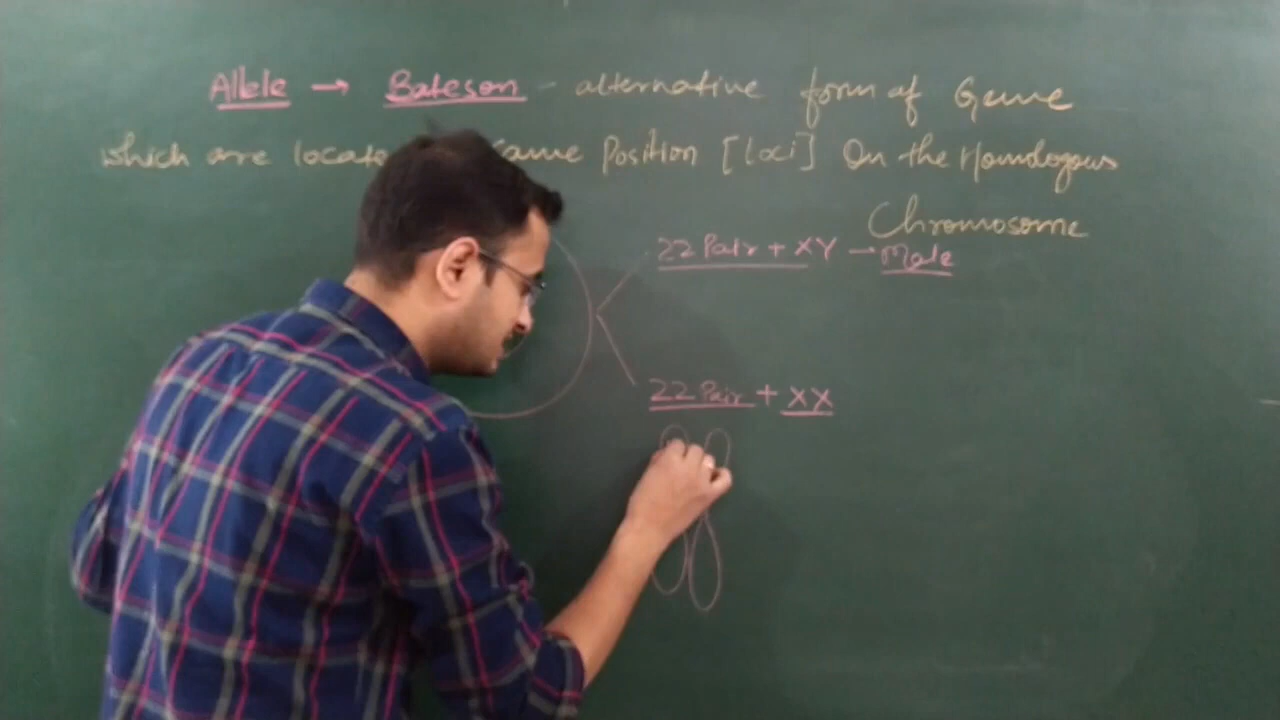 Allele → Bateson - alternative form of Gene
which are locate ame Position [loci] On the Homologous
Chromosome
22 Pair + XY → Male
22 Pair + XX